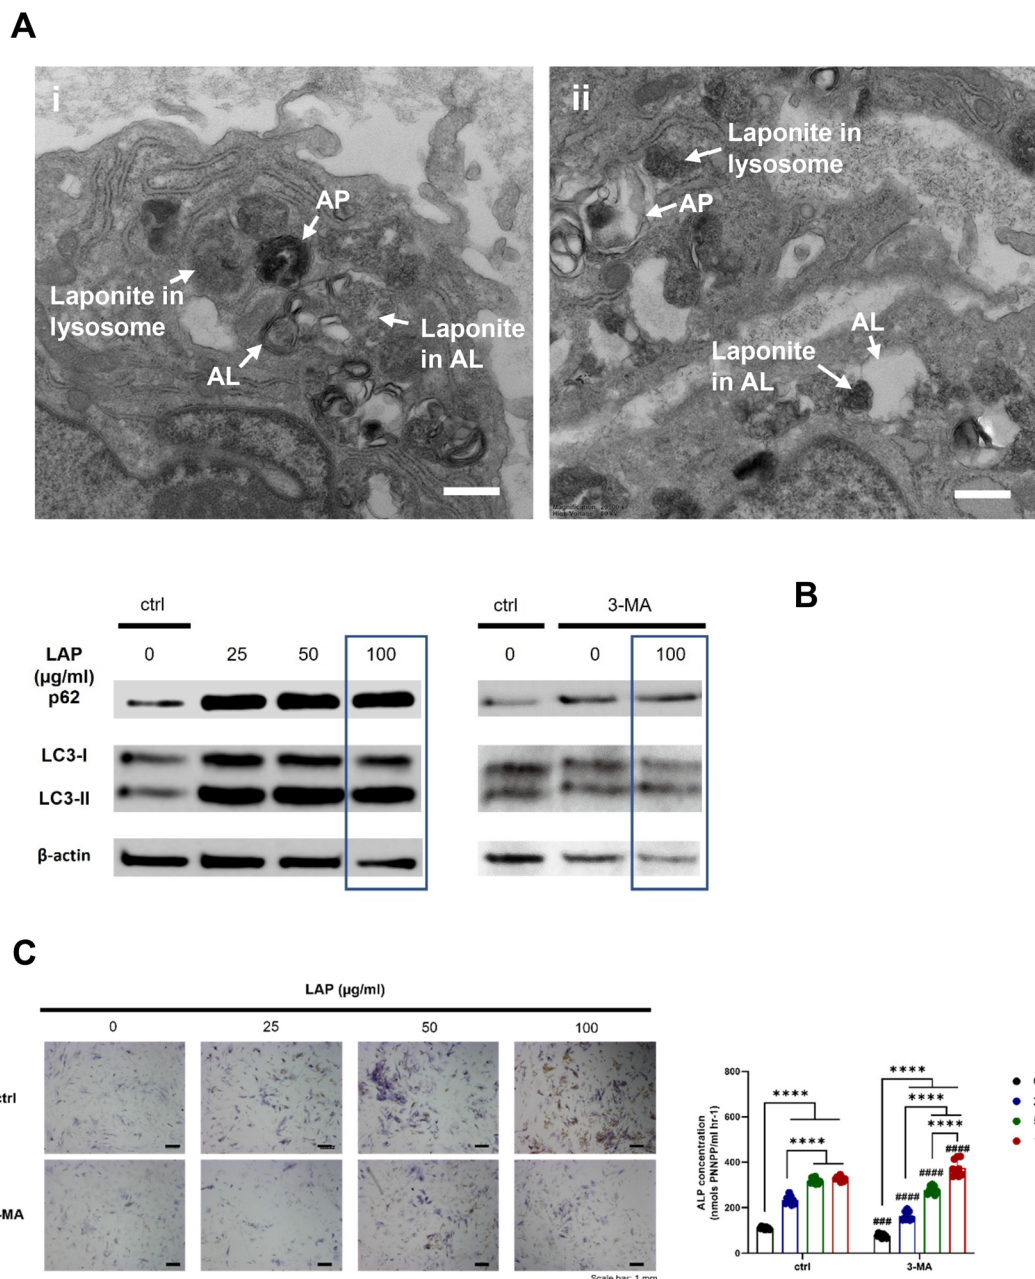 A
i
AP
Laponite in
lysosome
AL
Laponite
in AL
ii
Laponite in
lysosome
AP
AL
Laponite
in AL
B
ctrl
ctrl
3-MA
LAP
(µg/ml)
0
25
50
100
0
0
100
p62
LC3-I
LC3-II
β-actin
C
LAP (µg/ml)
0
25
50
100
ctrl
-MA
Scale bar: 1 mm
ALP concentration
(nmols PNNPP/ml hr-1)
800
600
400
200
0
****
****
****
****
****
###
####
####
####
ctrl
3-MA